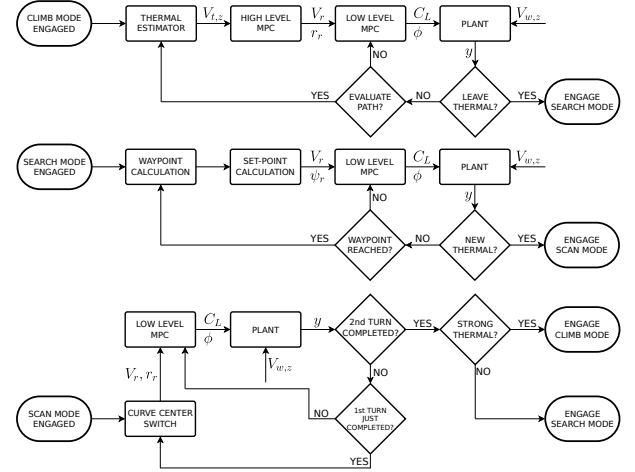 CLIMB MODE
ENGAGED
THERMAL
ESTIMATOR
V_{t,z}
HIGH LEVEL
MPC
V_r
r_r
LOW LEVEL
MPC
C_L
ϕ
PLANT
V_{w,z}
y
NO
YES
EVALUATE
PATH?
NO
LEAVE
THERMAL?
YES
ENGAGE
SEARCH MODE
SEARCH MODE
ENGAGED
WAYPOINT
CALCULATION
SET-POINT
CALCULATION
V_r
ψ_r
LOW LEVEL
MPC
C_L
ϕ
PLANT
V_{w,z}
y
NO
YES
WAYPOINT
REACHED?
NO
NEW
THERMAL?
YES
ENGAGE
SCAN MODE
LOW LEVEL
MPC
C_L
ϕ
PLANT
y
2nd TURN
COMPLETED?
YES
STRONG
THERMAL?
YES
ENGAGE
CLIMB MODE
V_r, r_r
V_{w,z}
NO
NO
SCAN MODE
ENGAGED
CURVE CENTER
SWITCH
NO
1st TURN
JUST
COMPLETED?
YES
ENGAGE
SEARCH MODE